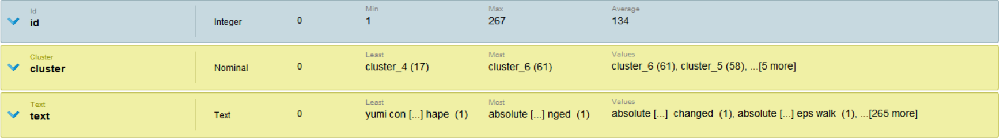 Id Min Max Average
id Integer 0 1 267 134
Cluster Least Most Values
cluster Nominal 0 cluster_4 (17) cluster_6 (61) cluster_6 (61), cluster_5 (58), ...[5 more]
Text Least Most Values
text Text 0 yumi con [...] hape (1) absolute [...] nged (1) absolute [...] changed (1), absolute [...] eps walk (1), ...[265 more]